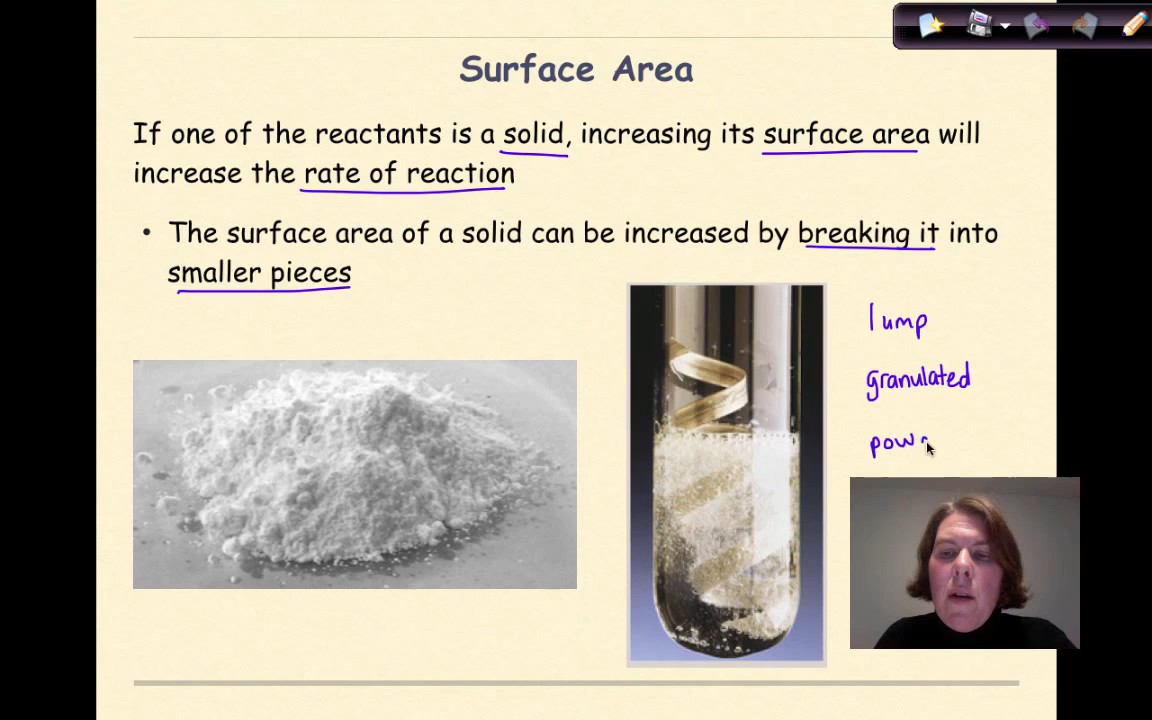 Surface Area
If one of the reactants is a solid, increasing its surface area will
increase the rate of reaction
• The surface area of a solid can be increased by breaking it into
smaller pieces
lump
granulated
pow